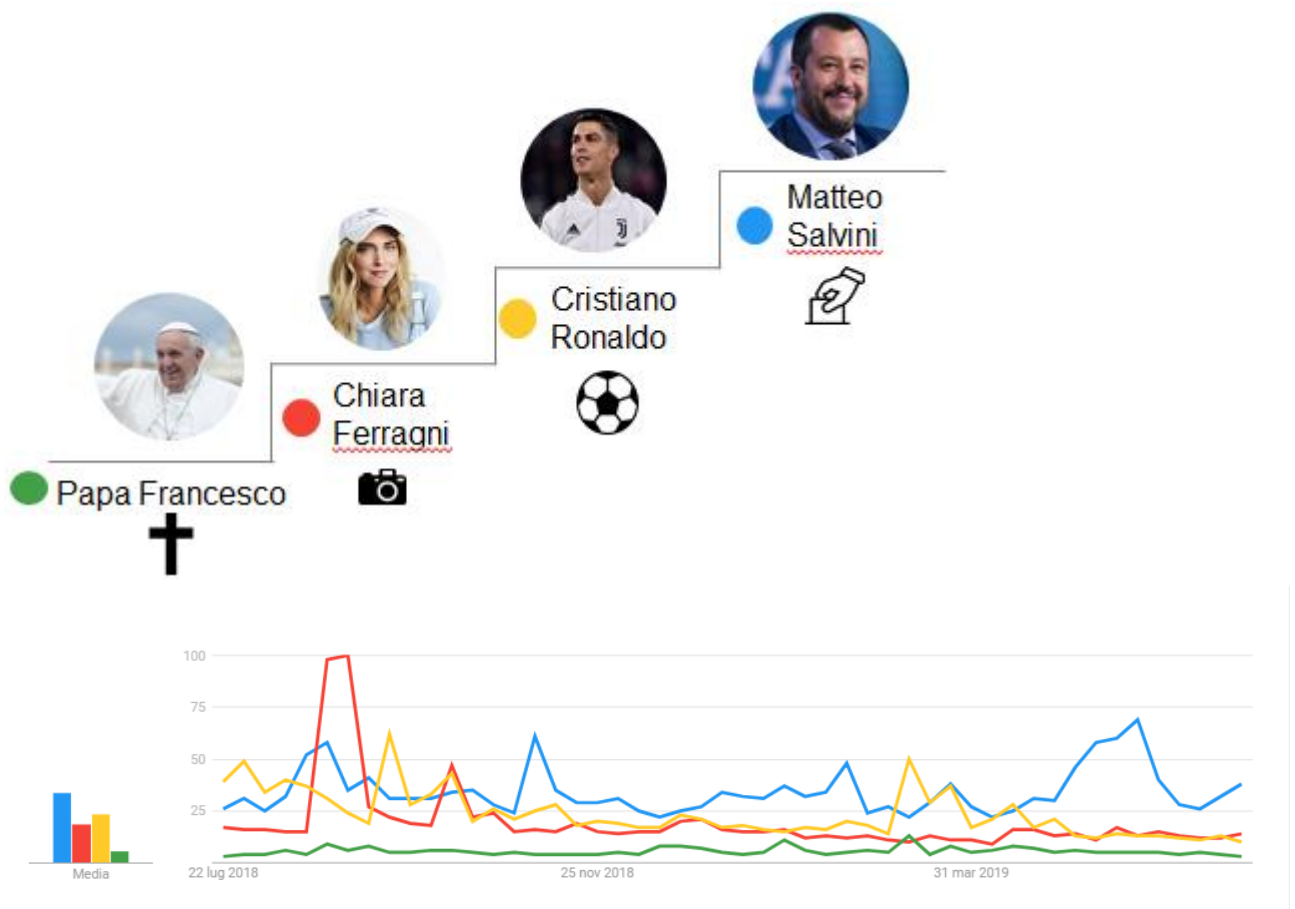 Matteo
Salvini
Cristiano
Ronaldo
Chiara
Ferragni
Papa Francesco
100
75
50
25
Media
22 lug 2018
25 nov 2018
31 mar 2019